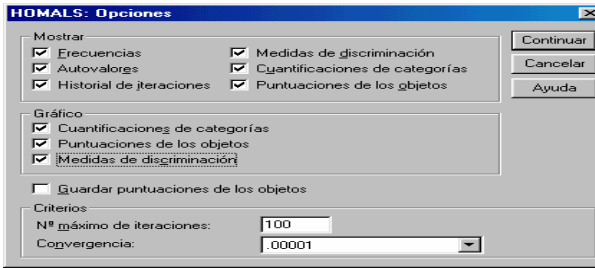 HOMALS: Opciones
Mostrar
Frecuencias
Medidas de discriminación
Autovalores
Cuantificaciones de categorías
Historial de iteraciones
Puntuaciones de los objetos
Continuar
Cancelar
Ayuda
Gráfico
Cuantificaciones de categorías
Puntuaciones de los objetos
Medidas de discriminación
Guardar puntuaciones de los objetos
Criterios
Nº máximo de iteraciones: 100
Convergencia: .00001